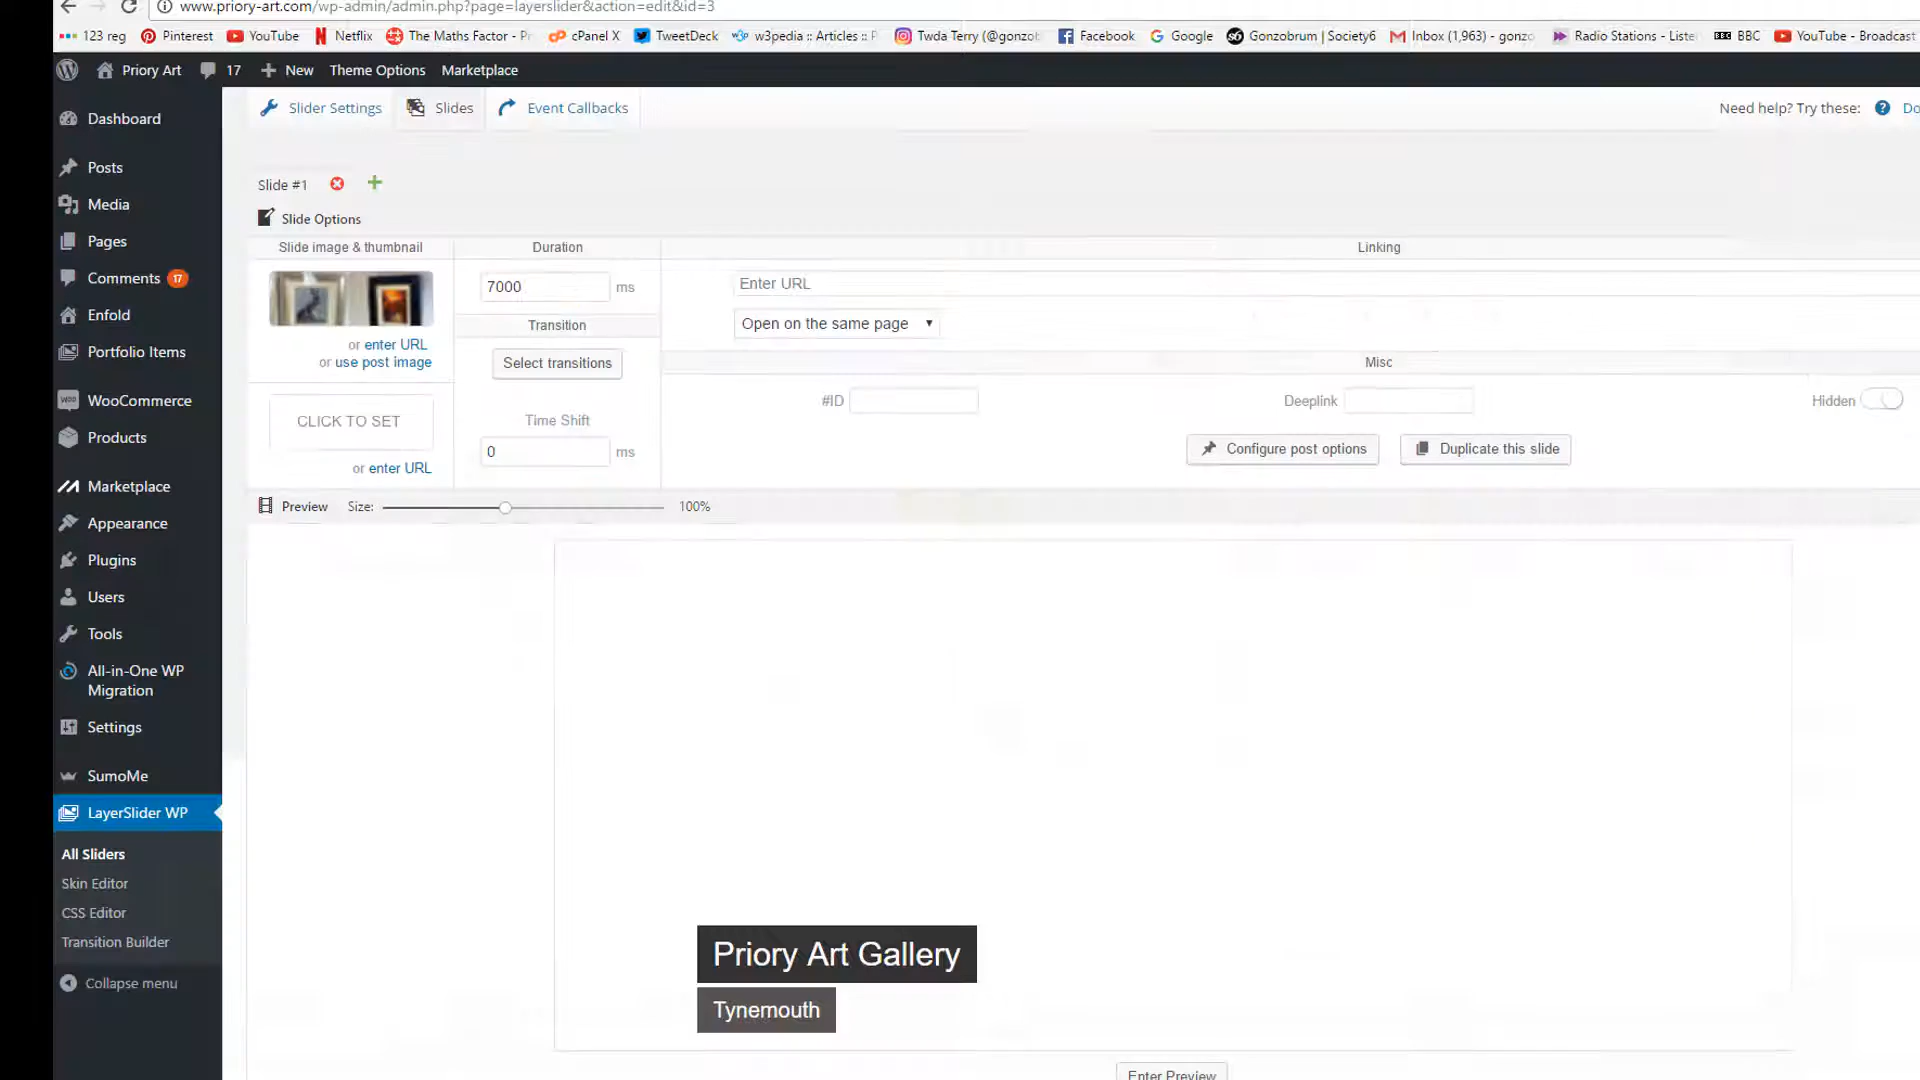 www.priory-art.com/wp-admin/admin.php?page=layerslider&action=edit&id=3
123 reg Pinterest YouTube Netflix The Maths Factor - Pr cPanel X TweetDeck w3pedia :: Articles :: P Twda Terry (@gonzob Facebook Google Gonzobrum | Society6 Inbox (1,963) - gonzo Radio Stations - Liste BBC YouTube - Broadcast
Priory Art 17 New Theme Options Marketplace
Slider Settings Slides Event Callbacks Need help? Try these: Do
Dashboard
Posts
Media
Pages
Comments 17
Enfold
Portfolio Items
WooCommerce
Products
Marketplace
Appearance
Plugins
Users
Tools
All-in-One WP
Migration
Settings
SumoMe
LayerSlider WP
All Sliders
Skin Editor
CSS Editor
Transition Builder
Collapse menu
Slide #1
Slide Options
Slide image & thumbnail Duration Linking
7000 ms
Enter URL
Transition
Open on the same page
or enter URL
or use post image
Select transitions
Misc
#ID Deeplink Hidden
CLICK TO SET
Time Shift
0 ms
Configure post options Duplicate this slide
or enter URL
Preview Size: 100%
Priory Art Gallery
Tynemouth
Enter Preview